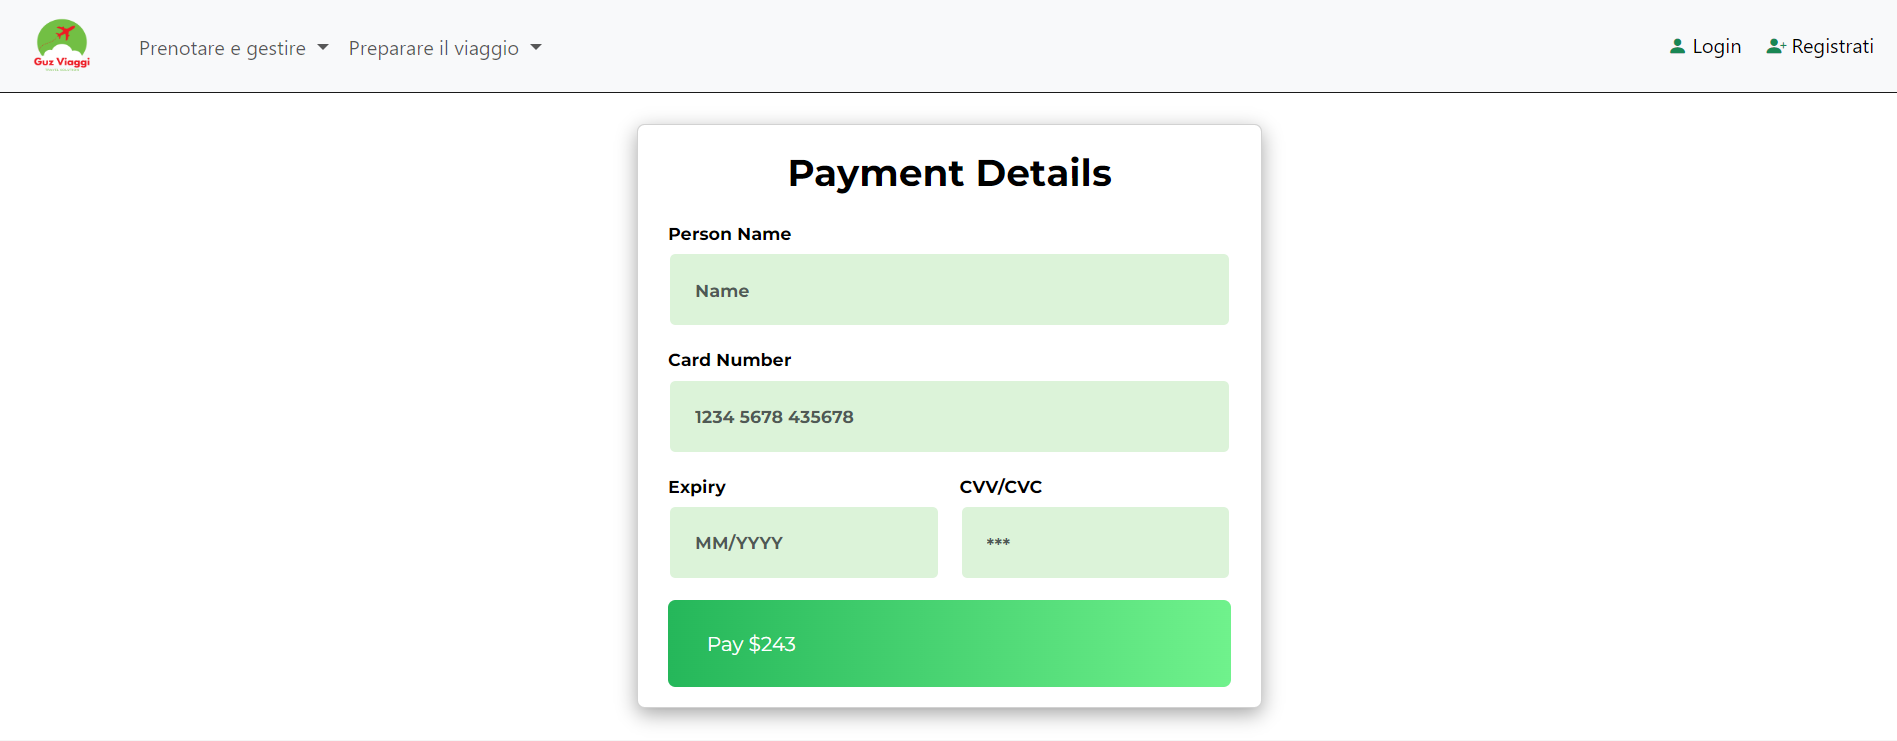 Guz Viaggi
Prenotare e gestire
Preparare il viaggio
Login
Registrati
Payment Details
Person Name
Name
Card Number
1234 5678 435678
Expiry
CVV/CVC
MM/YYYY
***
Pay $243